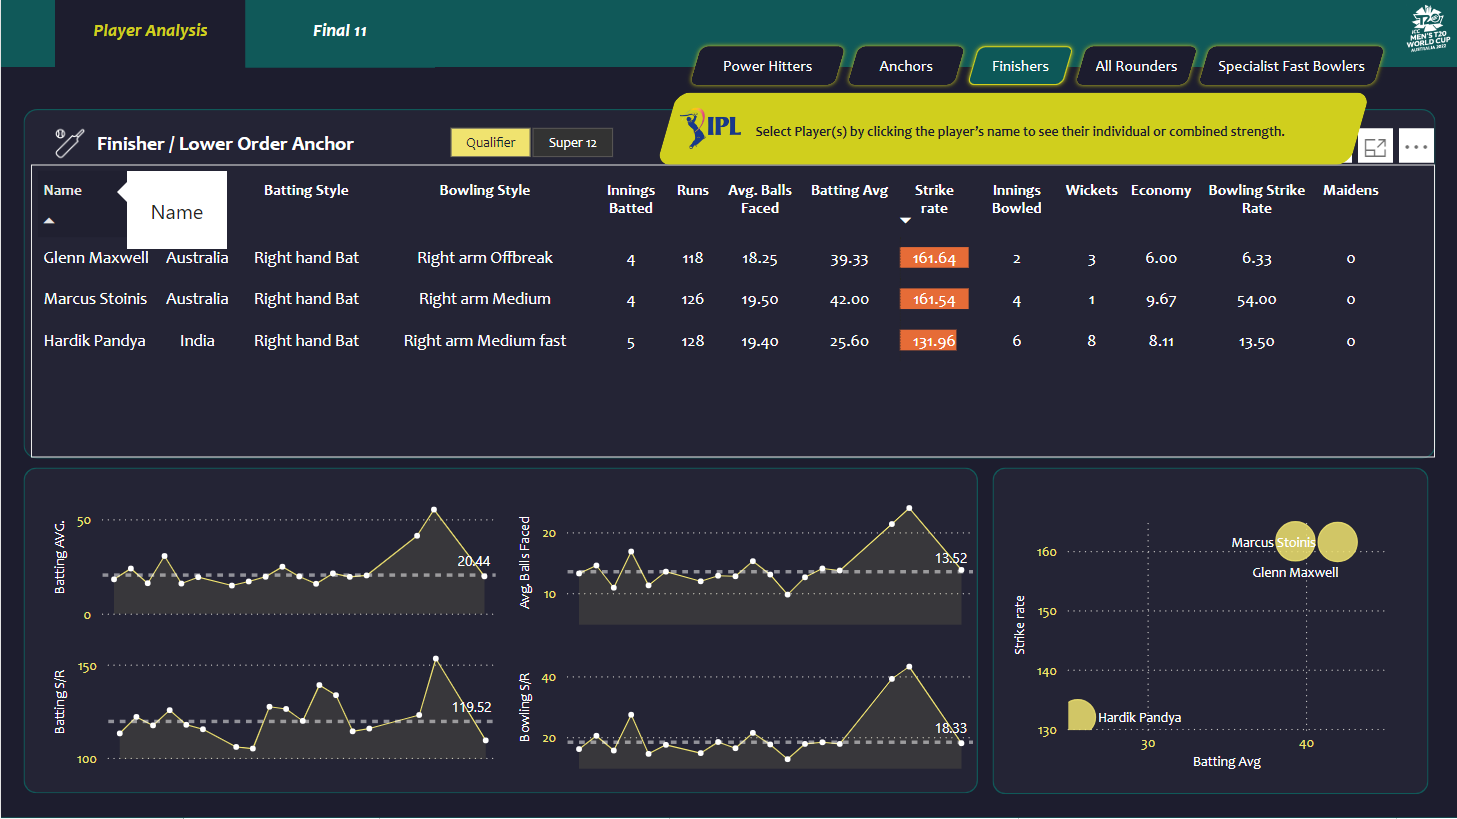 Player Analysis
Final 11
ICC
MEN'S T20
WORLD CUP
AUSTRALIA 2022
Power Hitters
Anchors
Finishers
All Rounders
Specialist Fast Bowlers
IPL
Select Player(s) by clicking the player's name to see their individual or combined strength.
Finisher / Lower Order Anchor
Qualifier
Super 12
Name
Name
Batting Style
Bowling Style
Innings Batted
Runs
Avg. Balls Faced
Batting Avg
Strike rate
Innings Bowled
Wickets
Economy
Bowling Strike Rate
Maidens
Glenn Maxwell Australia Right hand Bat Right arm Offbreak 4 118 18.25 39.33 161.64 2 3 6.00 6.33 0
Marcus Stoinis Australia Right hand Bat Right arm Medium 4 126 19.50 42.00 161.54 4 1 9.67 54.00 0
Hardik Pandya India Right hand Bat Right arm Medium fast 5 128 19.40 25.60 131.96 6 8 8.11 13.50 0
Batting AVG.
50
0
20.44
Avg. Balls Faced
20
10
13.52
Batting S/R
150
100
119.52
Bowling S/R
40
20
18.33
Strike rate
160
150
140
130
Marcus Stoinis
Glenn Maxwell
Hardik Pandya
30
40
Batting Avg